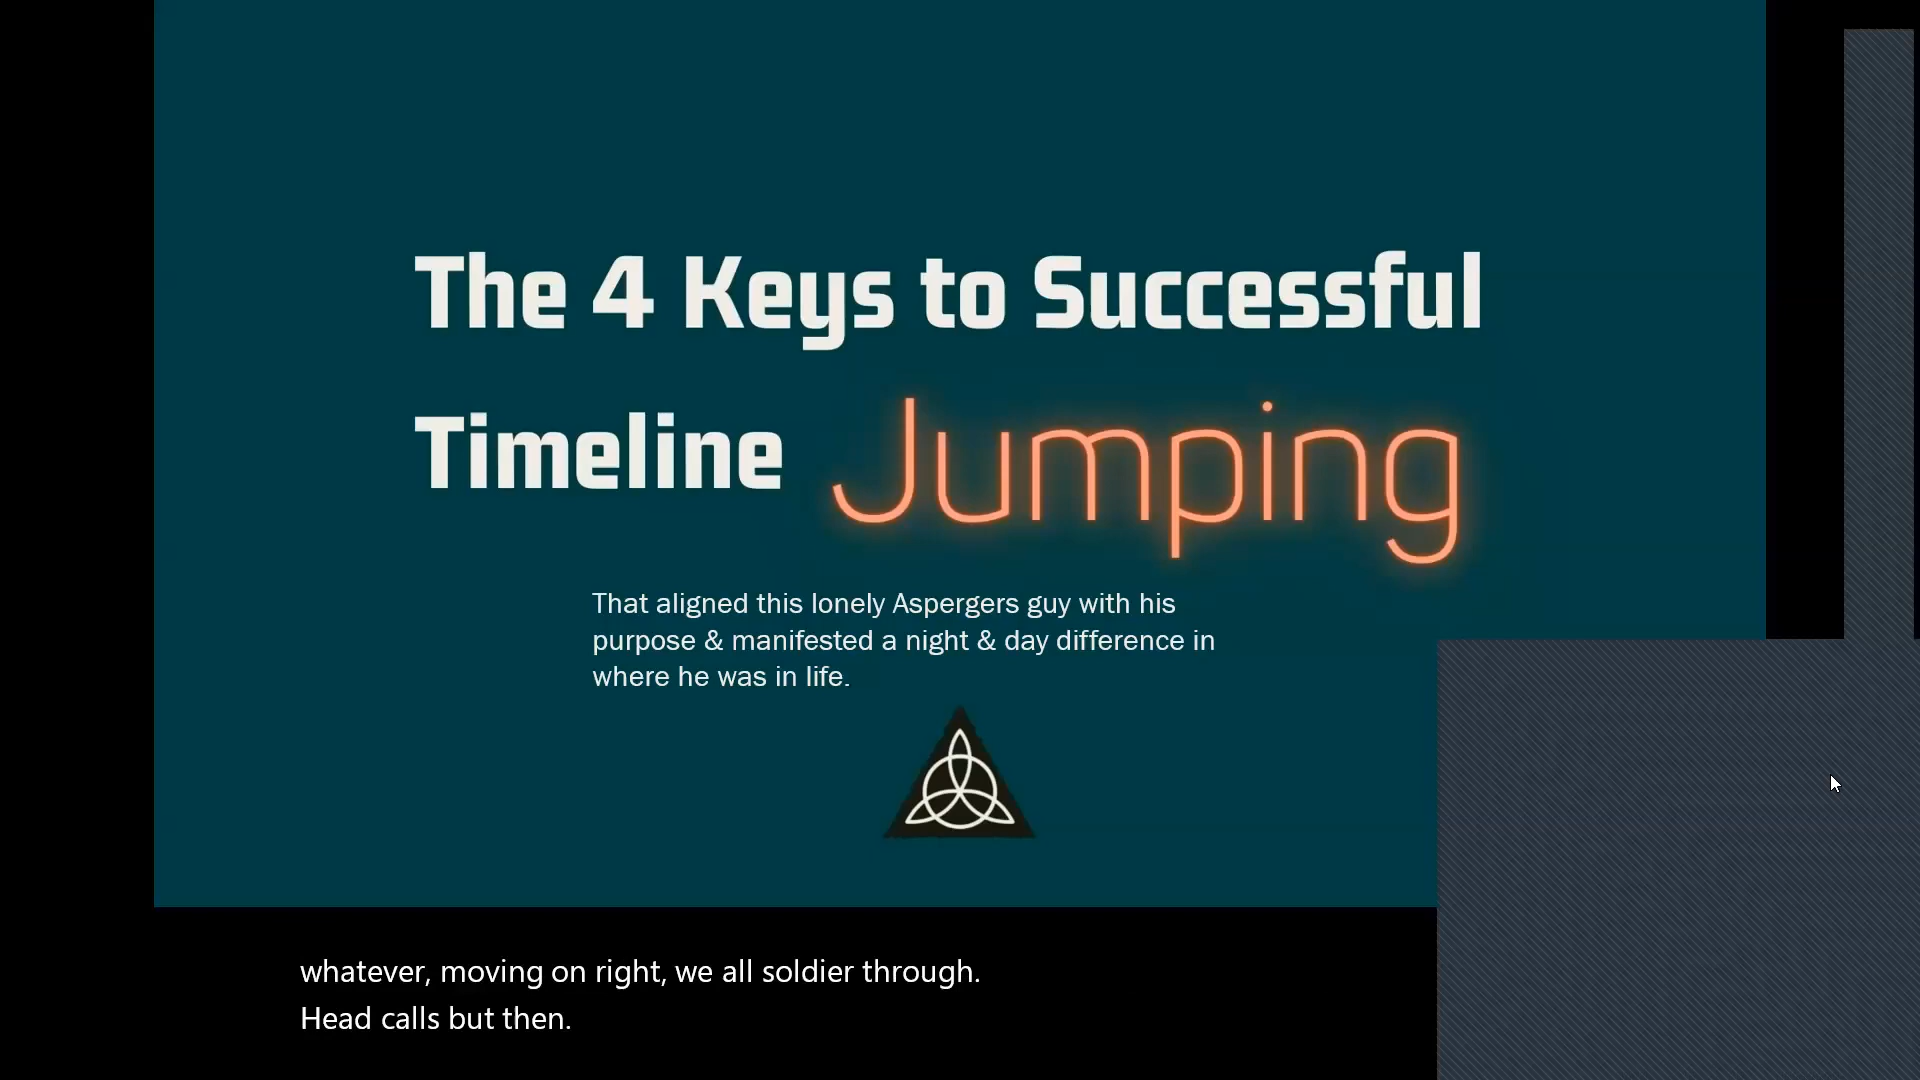 The 4 Keys to Successful
Timeline Jumping
That aligned this lonely Aspergers guy with his
purpose & manifested a night & day difference in
where he was in life.
whatever, moving on right, we all soldier through.
Head calls but then.